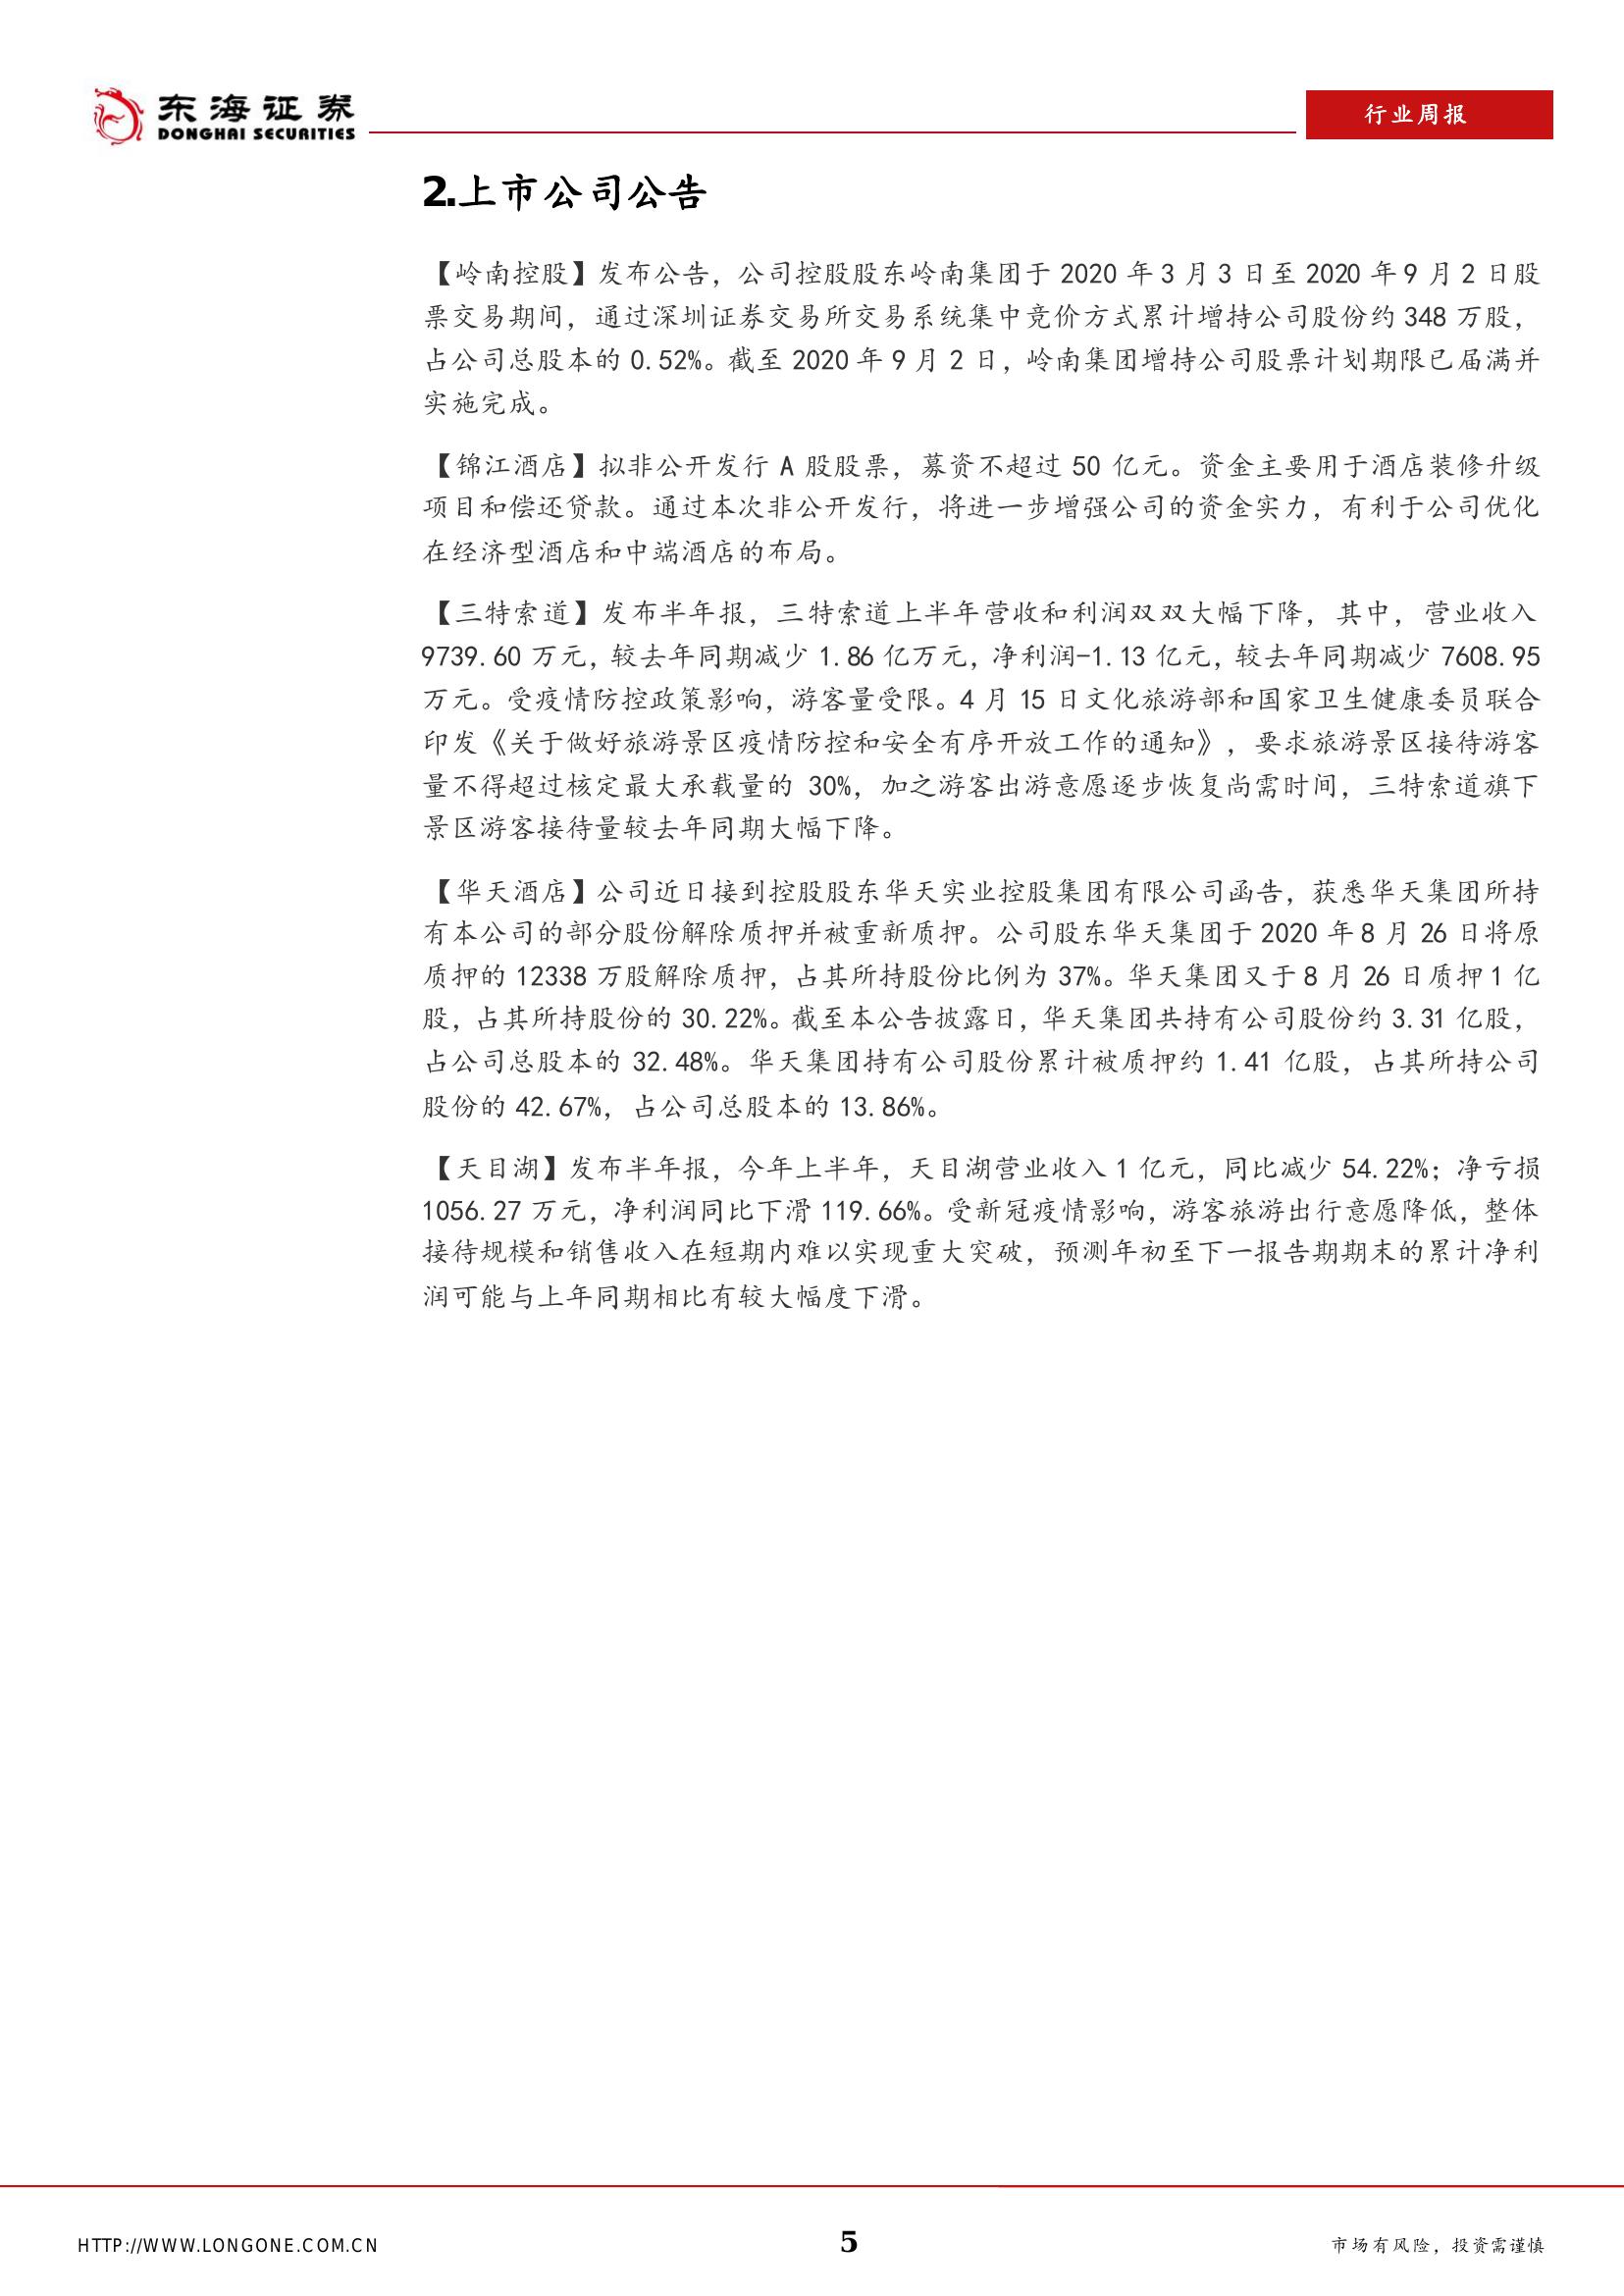 东海证券
DONGHAI SECURITIES
行业周报
2.上市公司公告
【岭南控股】发布公告，公司控股股东岭南集团于 2020 年 3 月 3 日至 2020 年 9 月 2 日股
票交易期间，通过深圳证券交易所交易系统集中竞价方式累计增持公司股份约 348 万股，
占公司总股本的 0.52%。截至 2020 年 9 月 2 日，岭南集团增持公司股票计划期限已届满并
实施完成。
【锦江酒店】拟非公开发行 A 股股票，募资不超过 50 亿元。资金主要用于酒店装修升级
项目和偿还贷款。通过本次非公开发行，将进一步增强公司的资金实力，有利于公司优化
在经济型酒店和中端酒店的布局。
【三特索道】发布半年报，三特索道上半年营收和利润双双大幅下降，其中，营业收入
9739.60 万元，较去年同期减少 1.86 亿万元，净利润-1.13 亿元，较去年同期减少 7608.95
万元。受疫情防控政策影响，游客量受限。4 月 15 日文化旅游部和国家卫生健康委员联合
印发《关于做好旅游景区疫情防控和安全有序开放工作的通知》，要求旅游景区接待游客
量不得超过核定最大承载量的 30%，加之游客出游意愿逐步恢复尚需时间，三特索道旗下
景区游客接待量较去年同期大幅下降。
【华天酒店】公司近日接到控股股东华天实业控股集团有限公司函告，获悉华天集团所持
有本公司的部分股份解除质押并被重新质押。公司股东华天集团于 2020 年 8 月 26 日将原
质押的 12338 万股解除质押，占其所持股份比例为 37%。华天集团又于 8 月 26 日质押 1 亿
股，占其所持股份的 30.22%。截至本公告披露日，华天集团共持有公司股份约 3.31 亿股，
占公司总股本的 32.48%。华天集团持有公司股份累计被质押约 1.41 亿股，占其所持公司
股份的 42.67%，占公司总股本的 13.86%。
【天目湖】发布半年报，今年上半年，天目湖营业收入 1 亿元，同比减少 54.22%；净亏损
1056.27 万元，净利润同比下滑 119.66%。受新冠疫情影响，游客旅游出行意愿降低，整体
接待规模和销售收入在短期内难以实现重大突破，预测年初至下一报告期期末的累计净利
润可能与上年同期相比有较大幅度下滑。
HTTP://WWW.LONGONE.COM.CN
5
市场有风险，投资需谨慎